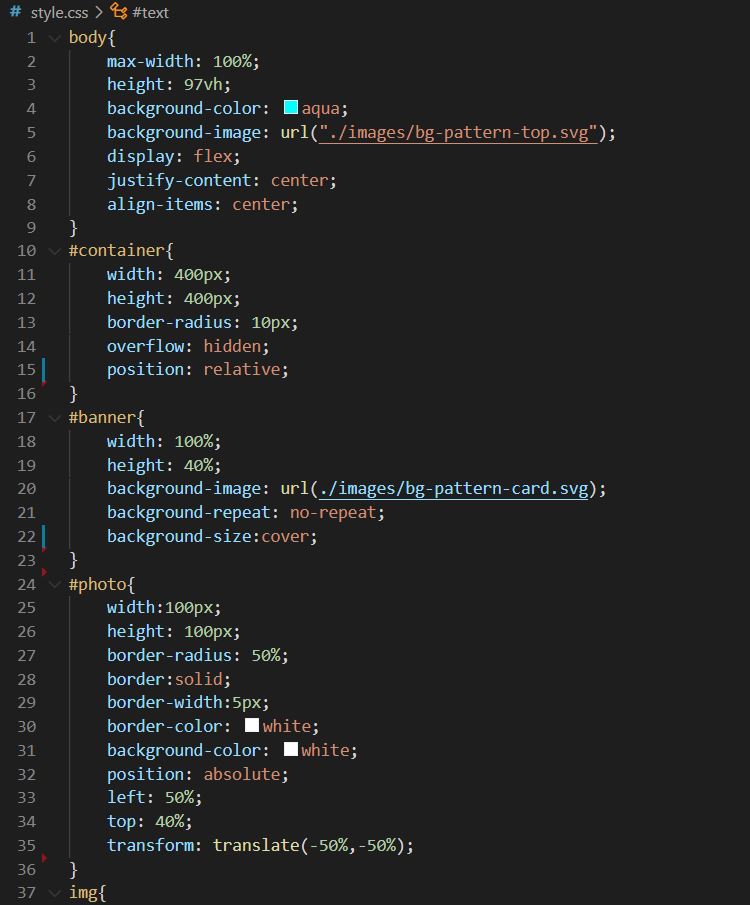 # style.css > #text
1 body{
2 max-width: 100%;
3 height: 97vh;
4 background-color: aqua;
5 background-image: url("./images/bg-pattern-top.svg");
6 display: flex;
7 justify-content: center;
8 align-items: center;
9 }
10 #container{
11 width: 400px;
12 height: 400px;
13 border-radius: 10px;
14 overflow: hidden;
15 position: relative;
16 }
17 #banner{
18 width: 100%;
19 height: 40%;
20 background-image: url(./images/bg-pattern-card.svg);
21 background-repeat: no-repeat;
22 background-size:cover;
23 }
24 #photo{
25 width:100px;
26 height: 100px;
27 border-radius: 50%;
28 border:solid;
29 border-width:5px;
30 border-color: white;
31 background-color: white;
32 position: absolute;
33 left: 50%;
34 top: 40%;
35 transform: translate(-50%,-50%);
36 }
37 img{